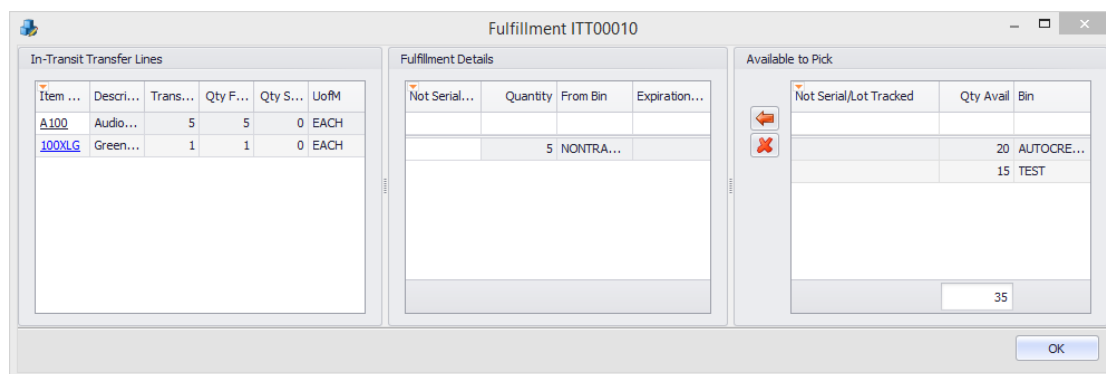 Fulfillment ITT00010
In-Transit Transfer Lines
Item ... Descri... Trans... Qty F... Qty S... UofM
A100 Audio... 5 5 0 EACH
100XLG Green... 1 1 0 EACH
Fulfillment Details
Not Serial... Quantity From Bin Expiration...
5 NONTRA...
Available to Pick
Not Serial/Lot Tracked Qty Avail Bin
20 AUTOCRE...
15 TEST
35
OK